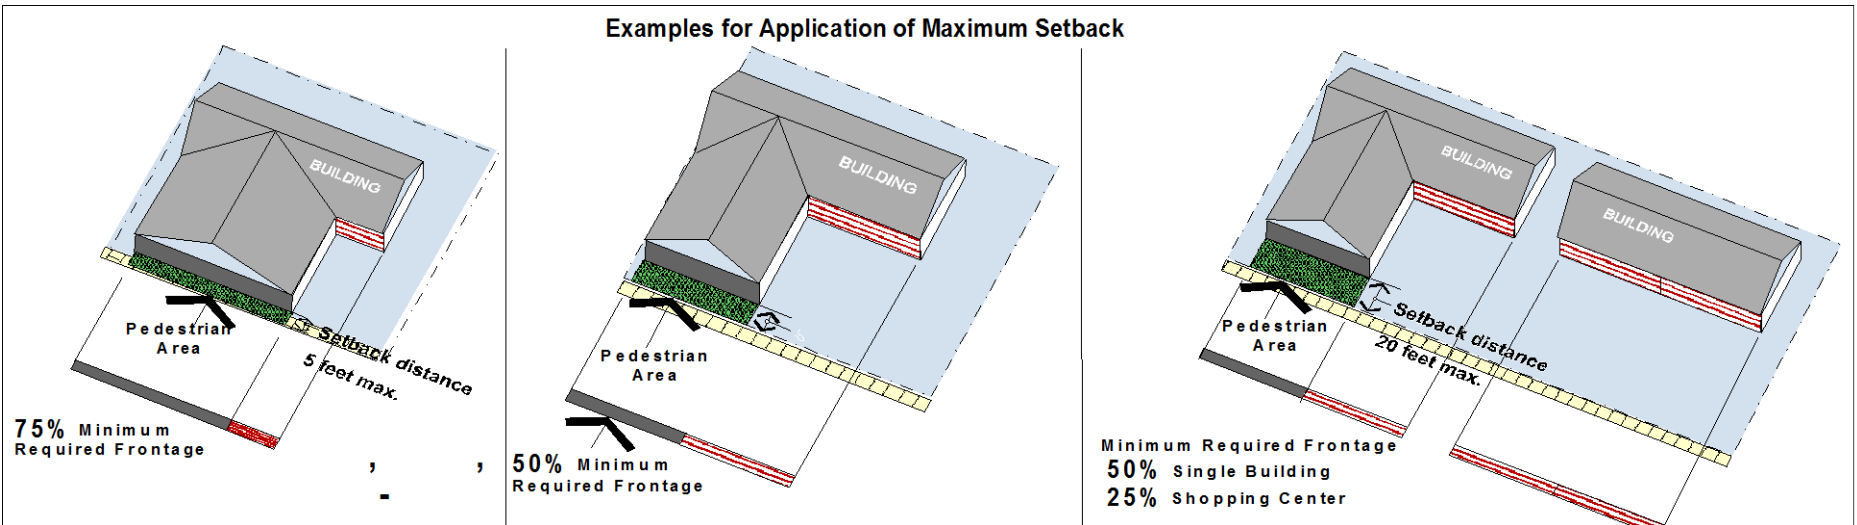 Examples for Application of Maximum Setback
BUILDING
Pedestrian
Area
Setback distance
5 feet max.
75% Minimum
Required Frontage
, ,
-
BUILDING
Pedestrian
Area
50% Minimum
Required Frontage
BUILDING
BUILDING
Pedestrian
Area
Setback distance
20 feet max.
Minimum Required Frontage
50% Single Building
25% Shopping Center